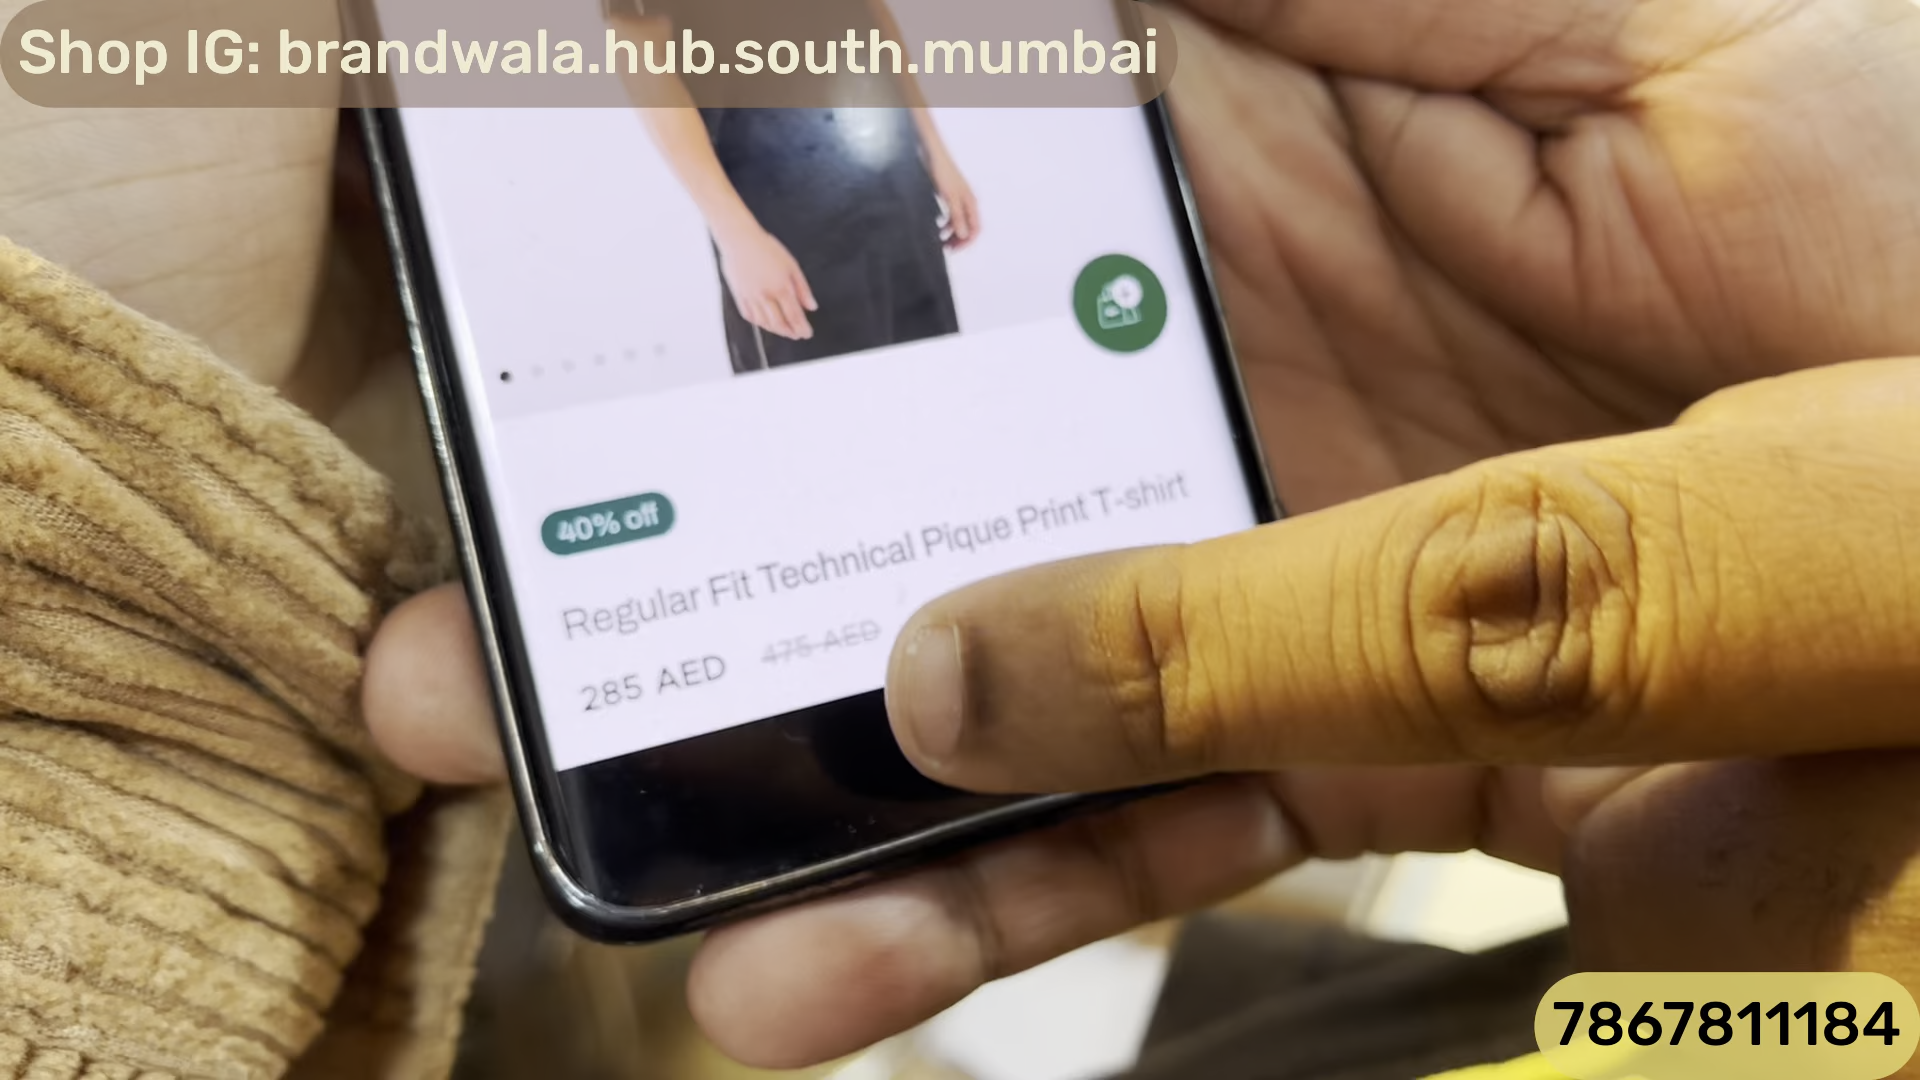 Shop IG: brandwala.hub.south.mumbai
40% off
Regular Fit Technical Pique Print T-shirt
285 AED 475 AED
7867811184